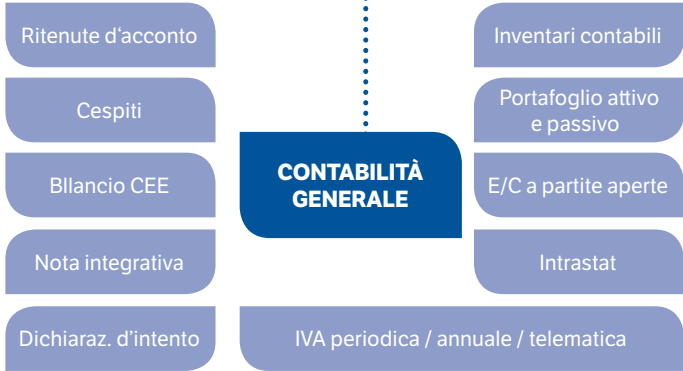 Ritenute d'acconto
Inventari contabili
Cespiti
Portafoglio attivo
e passivo
CONTABILITÀ
GENERALE
BIlancio CEE
E/C a partite aperte
Nota integrativa
Intrastat
Dichiaraz. d'intento
IVA periodica / annuale / telematica